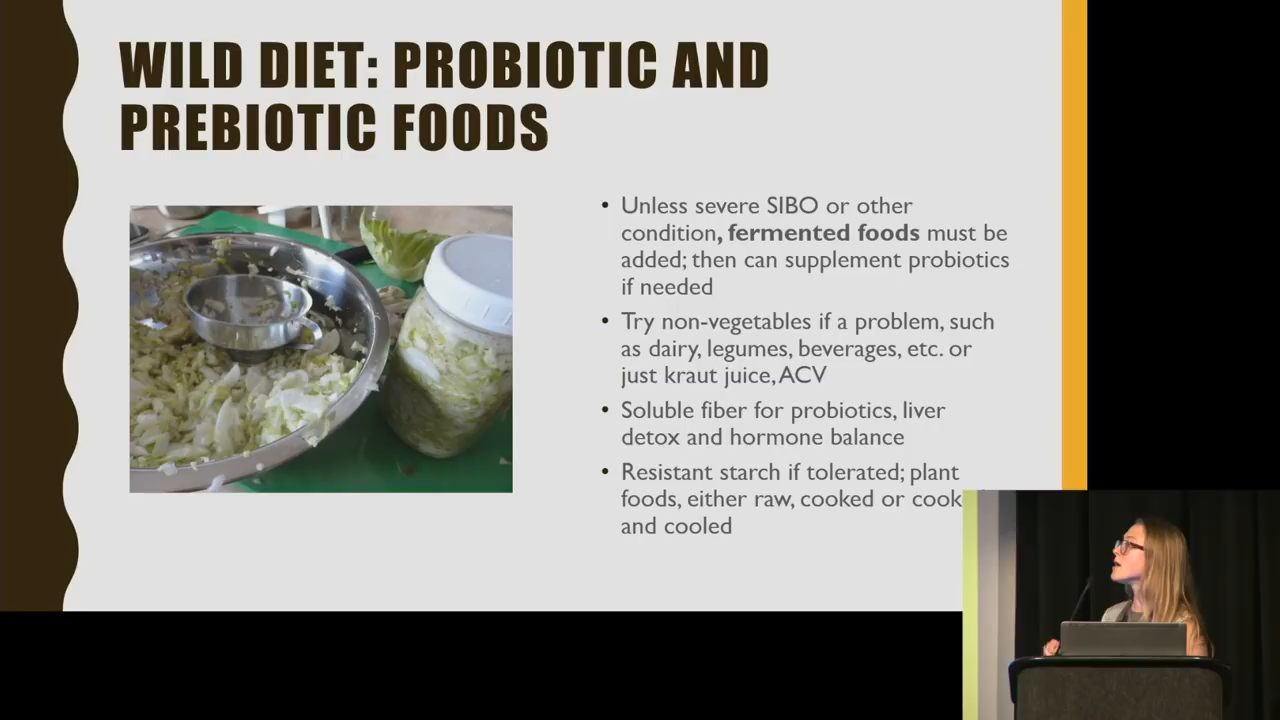 WILD DIET: PROBIOTIC AND
PREBIOTIC FOODS
• Unless severe SIBO or other
condition, fermented foods must be
added; then can supplement probiotics
if needed
• Try non-vegetables if a problem, such
as dairy, legumes, beverages, etc. or
just kraut juice, ACV
• Soluble fiber for probiotics, liver
detox and hormone balance
• Resistant starch if tolerated; plant
foods, either raw, cooked or
and cooled